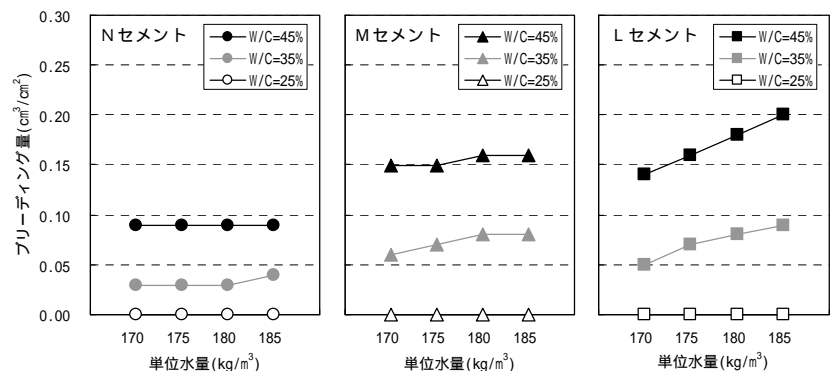 ブリーディング量(cm³/cm²)
0.30
0.25
0.20
0.15
0.10
0.05
0.00
Nセメント
W/C=45%
W/C=35%
W/C=25%
170 175 180 185
単位水量(kg/m³)
Mセメント
W/C=45%
W/C=35%
W/C=25%
170 175 180 185
単位水量(kg/m³)
Lセメント
W/C=45%
W/C=35%
W/C=25%
170 175 180 185
単位水量(kg/m³)